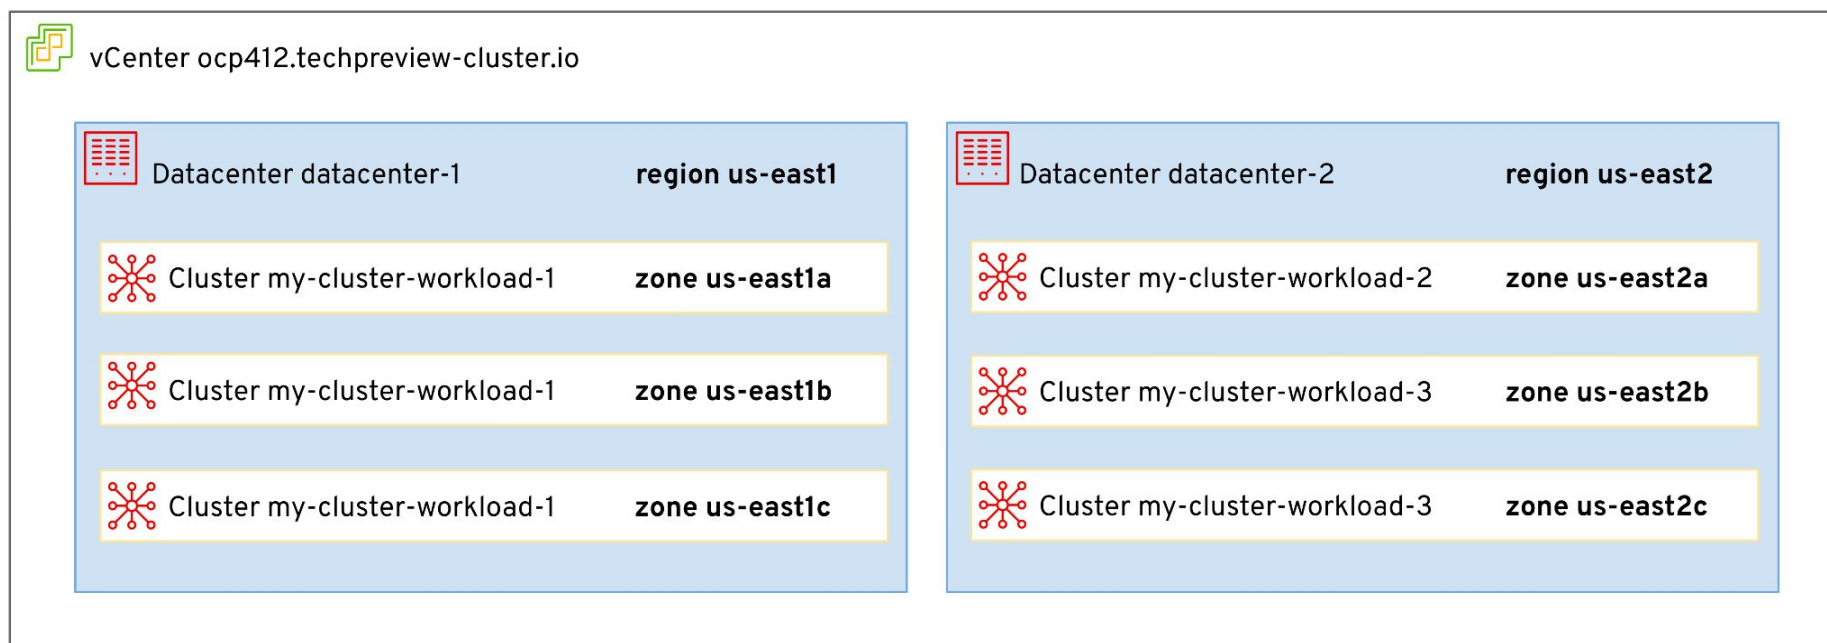 vCenter ocp412.techpreview-cluster.io
Datacenter datacenter-1 region us-east1
Cluster my-cluster-workload-1 zone us-east1a
Cluster my-cluster-workload-1 zone us-east1b
Cluster my-cluster-workload-1 zone us-east1c
Datacenter datacenter-2 region us-east2
Cluster my-cluster-workload-2 zone us-east2a
Cluster my-cluster-workload-3 zone us-east2b
Cluster my-cluster-workload-3 zone us-east2c